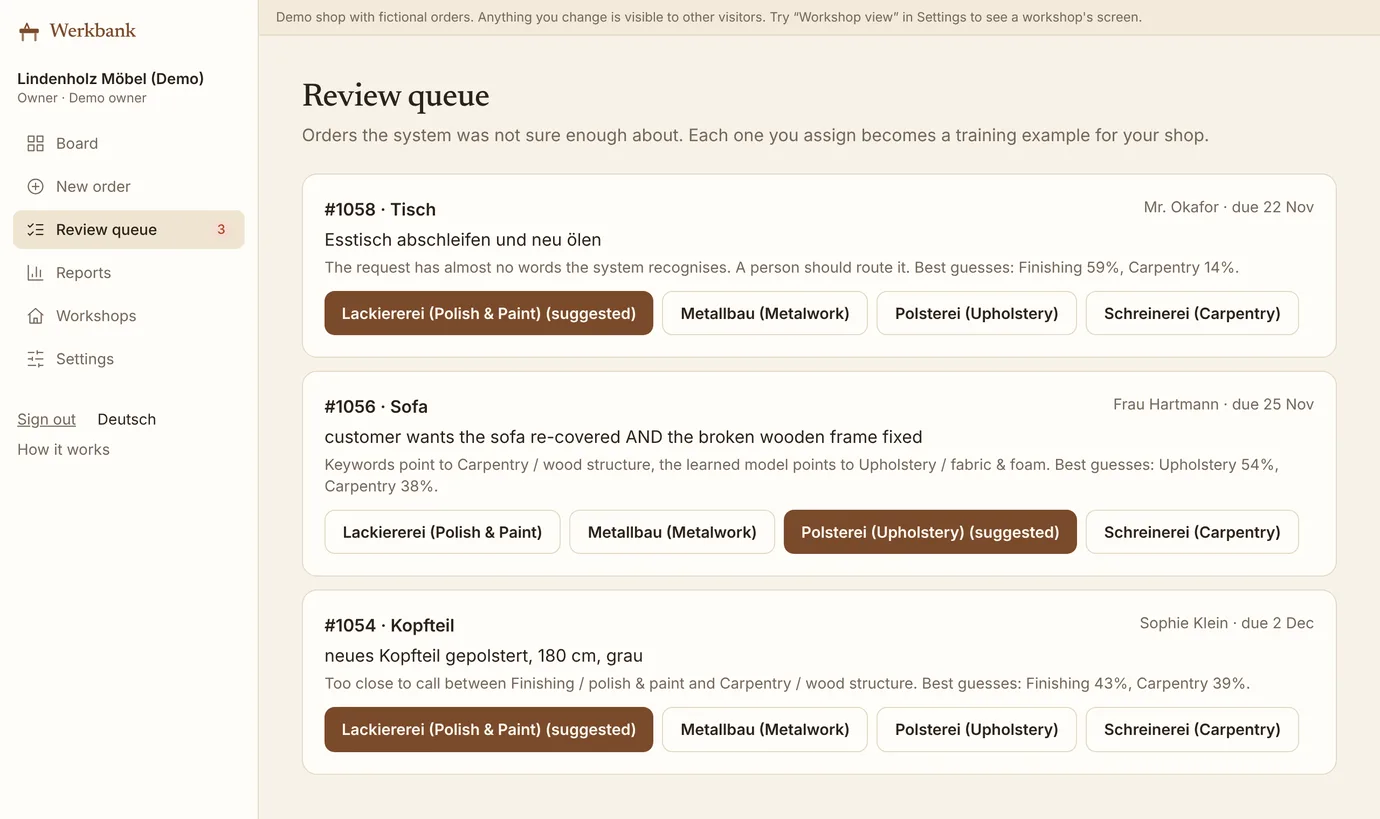 Werkbank
Demo shop with fictional orders. Anything you change is visible to other visitors. Try “Workshop view” in Settings to see a workshop's screen.
Lindenholz Möbel (Demo)
Owner · Demo owner
Board
New order
Review queue 3
Reports
Workshops
Settings
Sign out Deutsch
How it works
Review queue
Orders the system was not sure enough about. Each one you assign becomes a training example for your shop.
#1058 · Tisch
Mr. Okafor · due 22 Nov
Esstisch abschleifen und neu ölen
The request has almost no words the system recognises. A person should route it. Best guesses: Finishing 59%, Carpentry 14%.
Lackiererei (Polish & Paint) (suggested) Metallbau (Metalwork) Polsterei (Upholstery) Schreinerei (Carpentry)
#1056 · Sofa
Frau Hartmann · due 25 Nov
customer wants the sofa re-covered AND the broken wooden frame fixed
Keywords point to Carpentry / wood structure, the learned model points to Upholstery / fabric & foam. Best guesses: Upholstery 54%,
Carpentry 38%.
Lackiererei (Polish & Paint) Metallbau (Metalwork) Polsterei (Upholstery) (suggested) Schreinerei (Carpentry)
#1054 · Kopfteil
Sophie Klein · due 2 Dec
neues Kopfteil gepolstert, 180 cm, grau
Too close to call between Finishing / polish & paint and Carpentry / wood structure. Best guesses: Finishing 43%, Carpentry 39%.
Lackiererei (Polish & Paint) (suggested) Metallbau (Metalwork) Polsterei (Upholstery) Schreinerei (Carpentry)